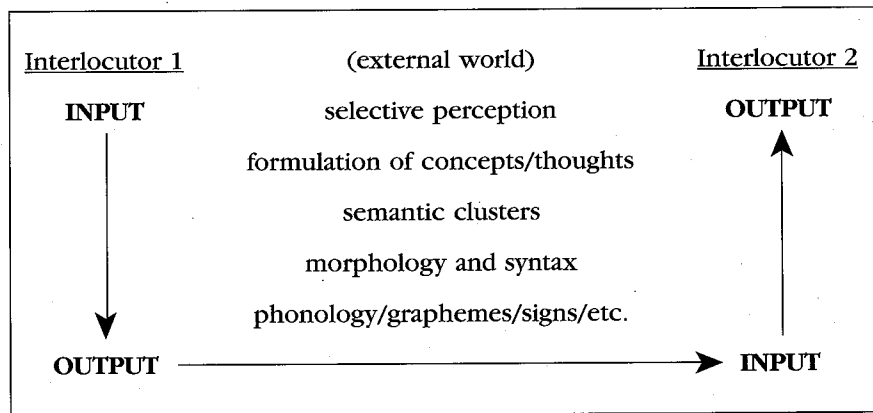 Interlocutor 1 (external world) Interlocutor 2
INPUT selective perception OUTPUT
formulation of concepts/thoughts
semantic clusters
morphology and syntax
phonology/graphemes/signs/etc.
OUTPUT INPUT